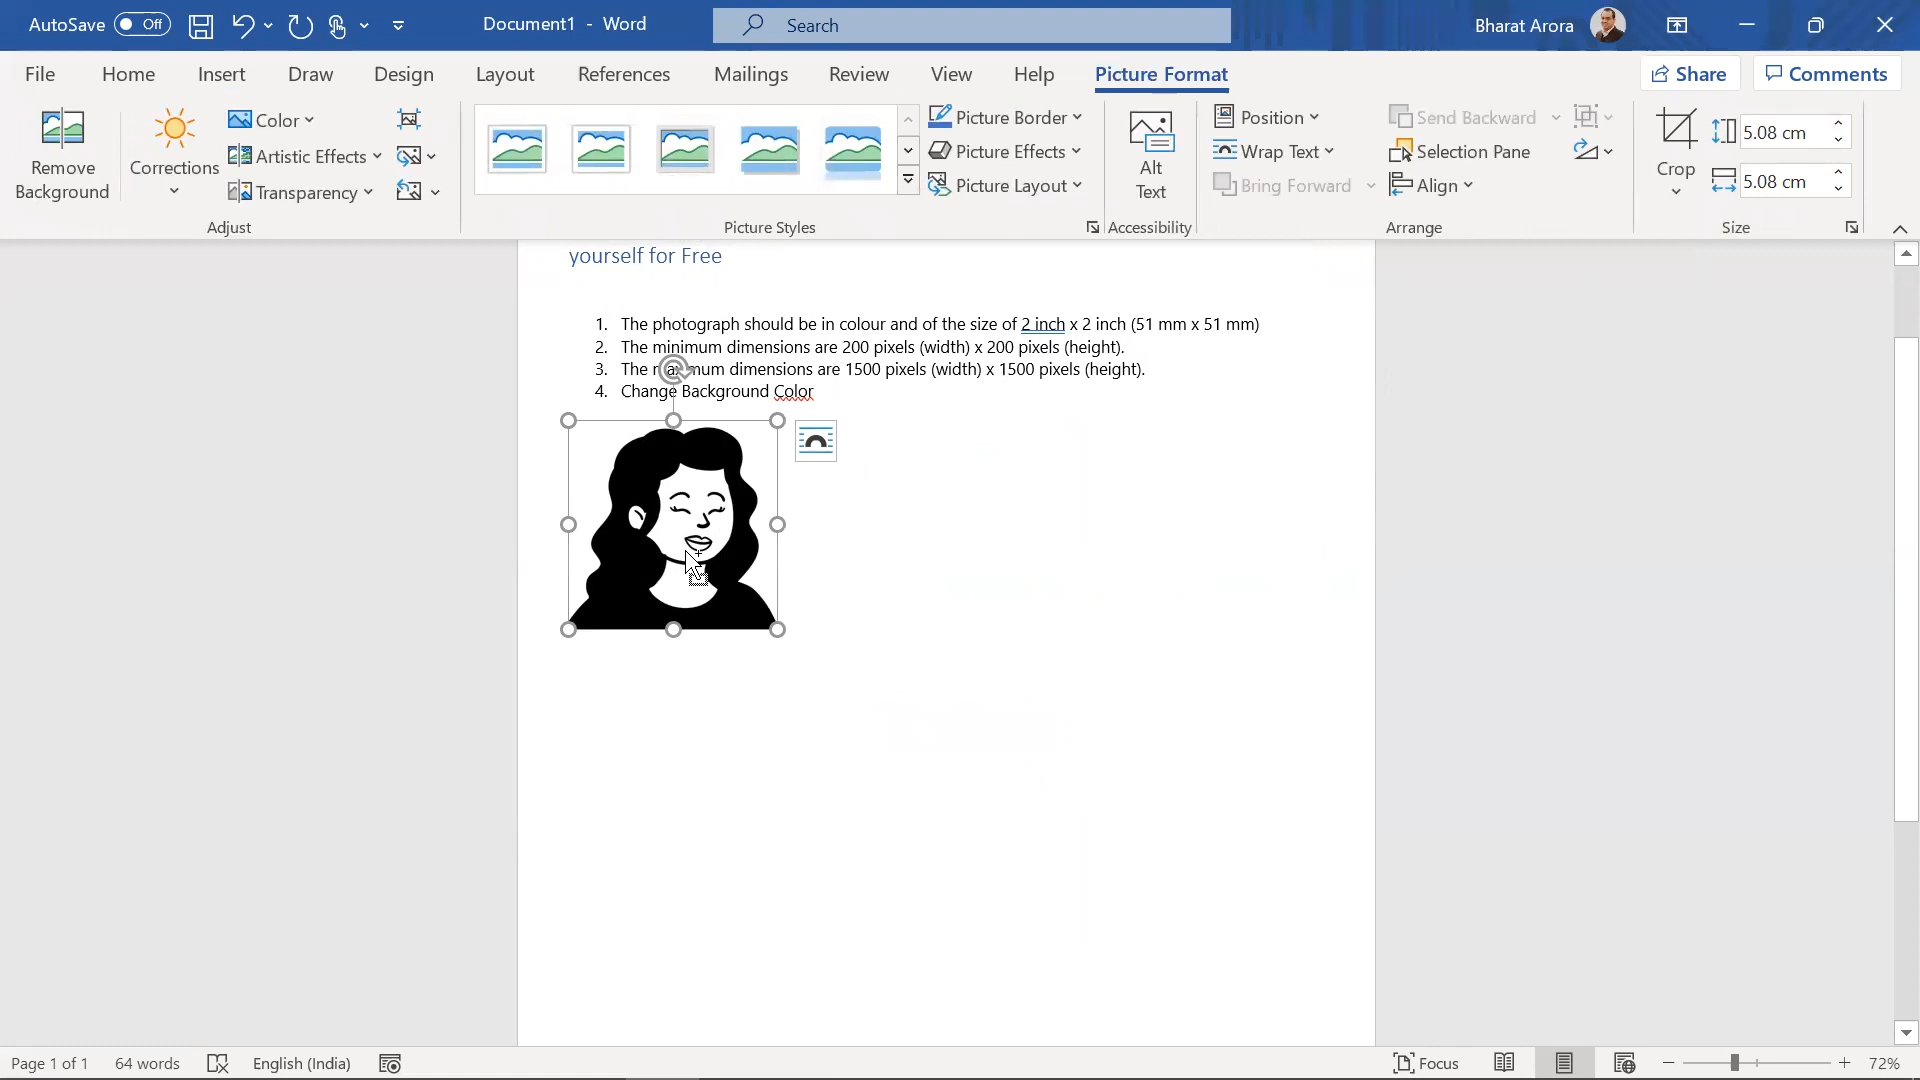 AutoSave Off Document1 - Word Search Bharat Arora
File Home Insert Draw Design Layout References Mailings Review View Help Picture Format Share Comments
Remove Background
Corrections
Color
Artistic Effects
Transparency
Adjust
Picture Border
Picture Effects
Picture Layout
Picture Styles
Alt Text
Accessibility
Position
Wrap Text
Bring Forward
Send Backward
Selection Pane
Align
Arrange
Crop
5.08 cm
5.08 cm
Size
yourself for Free
1. The photograph should be in colour and of the size of 2 inch x 2 inch (51 mm x 51 mm)
2. The minimum dimensions are 200 pixels (width) x 200 pixels (height).
3. The maximum dimensions are 1500 pixels (width) x 1500 pixels (height).
4. Change Background Color
Page 1 of 1 64 words English (India) Focus 72%